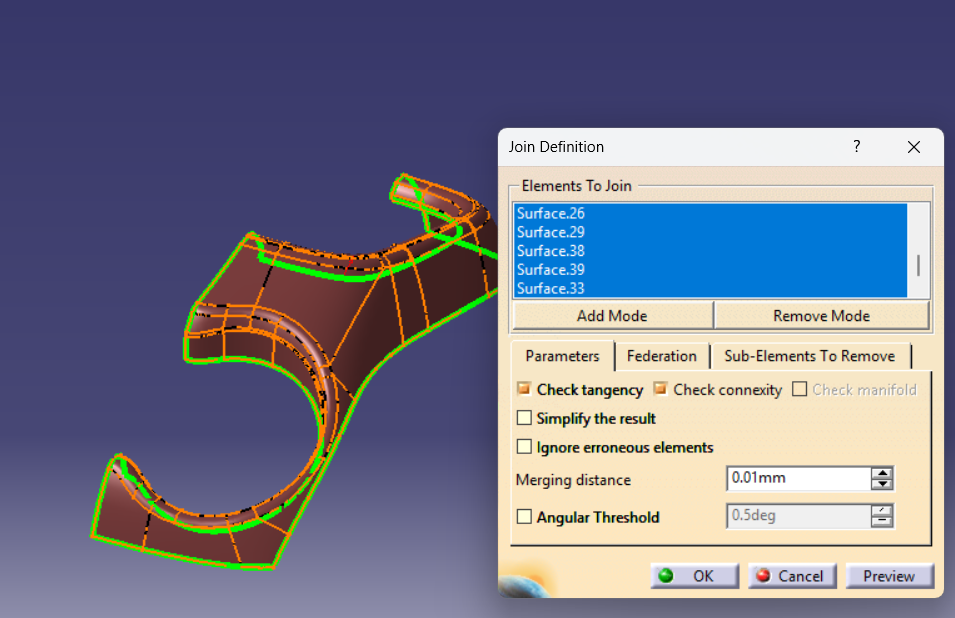 Join Definition ?
Elements To Join
Surface.26
Surface.29
Surface.38
Surface.39
Surface.33
Add Mode Remove Mode
Parameters Federation Sub-Elements To Remove
Check tangency Check connexity Check manifold
Simplify the result
Ignore erroneous elements
Merging distance 0.01mm
Angular Threshold 0.5deg
OK Cancel Preview